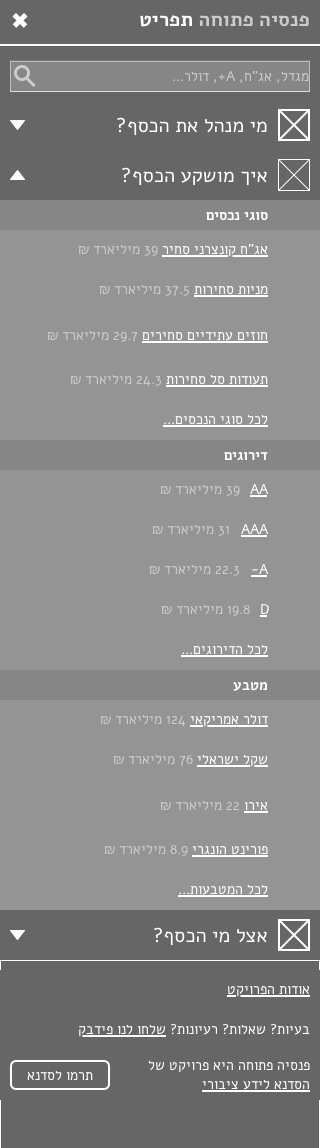 פנסיה פתוחה תפריט
מגדל, אג"ח, A+, דולר...
מי מנהל את הכסף?
איך מושקע הכסף?
סוגי נכסים
אג"ח קונצרני סחיר 39 מיליארד ₪
מניות סחירות 37.5 מיליארד ₪
חוזים עתידיים סחירים 29.7 מיליארד ₪
תעודות סל סחירות 24.3 מיליארד ₪
לכל סוגי הנכסים...
דירוגים
AA 39 מיליארד ₪
AAA 31 מיליארד ₪
A- 22.3 מיליארד ₪
D 19.8 מיליארד ₪
לכל הדירוגים...
מטבע
דולר אמריקאי 124 מיליארד ₪
שקל ישראלי 76 מיליארד ₪
אירו 22 מיליארד ₪
פורינט הונגרי 8.9 מיליארד ₪
לכל המטבעות...
אצל מי הכסף?
אודות הפרויקט
בעיות? שאלות? רעיונות? שלחו לנו פידבק
פנסיה פתוחה היא פרויקט של
הסדנא לידע ציבורי
תרמו לסדנא